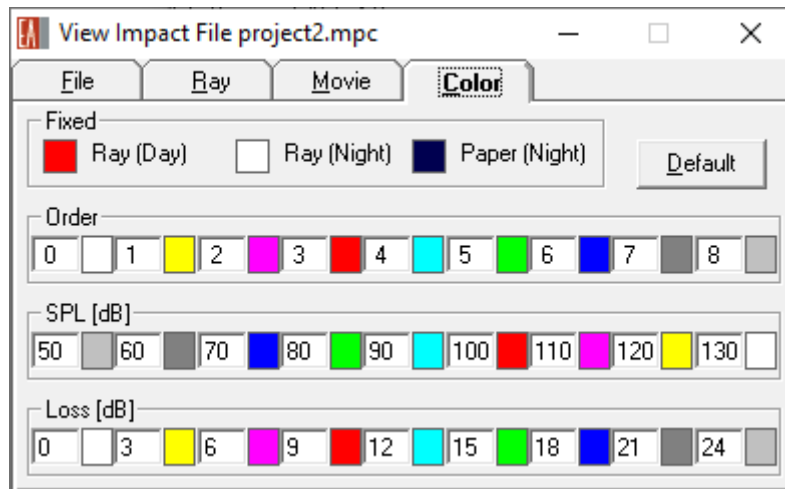 EA View Impact File project2.mpc
File Ray Movie Color
Fixed
Ray (Day) Ray (Night) Paper (Night) Default
Order
0 1 2 3 4 5 6 7 8
SPL [dB]
50 60 70 80 90 100 110 120 130
Loss [dB]
0 3 6 9 12 15 18 21 24